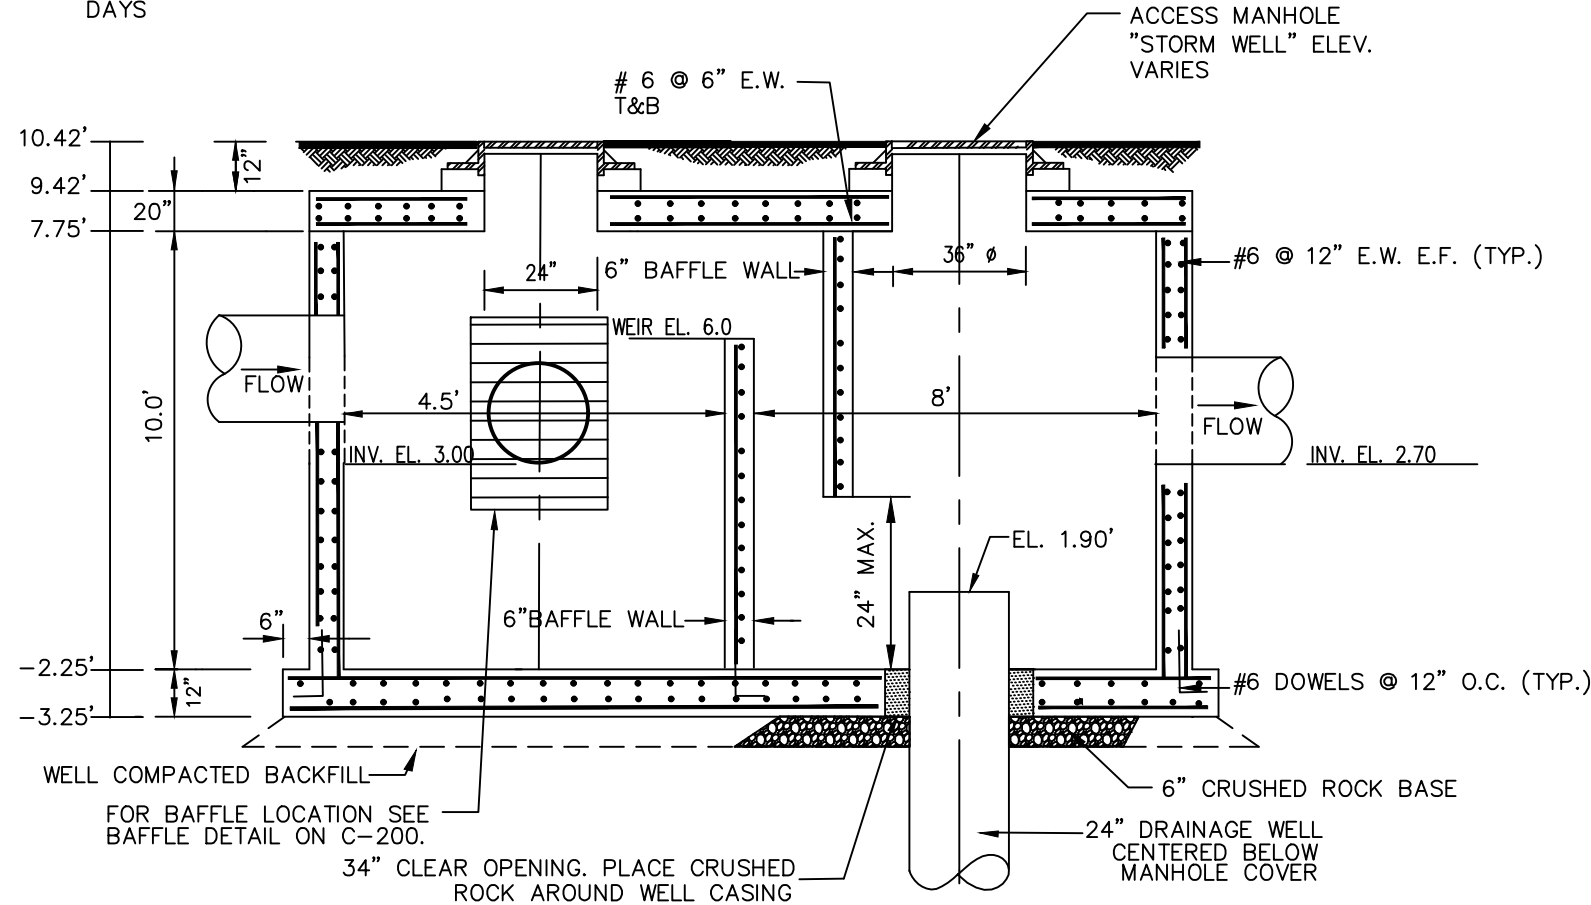 DAYS
ACCESS MANHOLE
"STORM WELL" ELEV.
VARIES
# 6 @ 6" E.W.
T&B
10.42'
12"
9.42'
20"
7.75'
24"
6" BAFFLE WALL
36" ø
#6 @ 12" E.W. E.F. (TYP.)
WEIR EL. 6.0
FLOW
4.5'
8'
FLOW
10.0'
INV. EL. 3.00
INV. EL. 2.70
24" MAX.
EL. 1.90'
6"
6"BAFFLE WALL
-2.25'
12"
-3.25'
#6 DOWELS @ 12" O.C. (TYP.)
WELL COMPACTED BACKFILL
6" CRUSHED ROCK BASE
FOR BAFFLE LOCATION SEE
BAFFLE DETAIL ON C-200.
24" DRAINAGE WELL
CENTERED BELOW
MANHOLE COVER
34" CLEAR OPENING. PLACE CRUSHED
ROCK AROUND WELL CASING